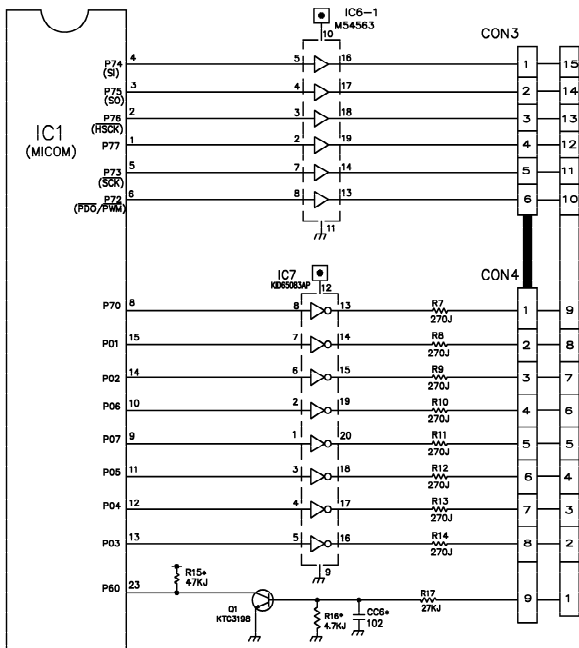 IC6-1
M54563
10
CON3
P74 4 5 16 1 15
(SI)
P75 3 4 17 2 14
(SO)
P76 2 3 18 3 13
(HSCK)
IC1
(MICOM)
P77 1 2 19 4 12
P73 5 7 14 5 11
(SCK)
P72 6 8 13 6 10
(PDO/PWM)
11
IC7
KID65083AP
12
CON4
P70 8 8 13 R7 1 9
270J
P01 15 7 14 R8 2 8
270J
P02 14 6 15 R9 3 7
270J
P06 10 2 19 R10 4 6
270J
P07 9 1 20 R11 5 5
270J
P05 11 3 18 R12 6 4
270J
P04 12 4 17 R13 7 3
270J
P03 13 5 16 R14 8 2
270J
9
R15*
47KJ
P60 23 R17 9 1
27KJ
Q1
KTC3198
R16*
4.7KJ
CC6*
102